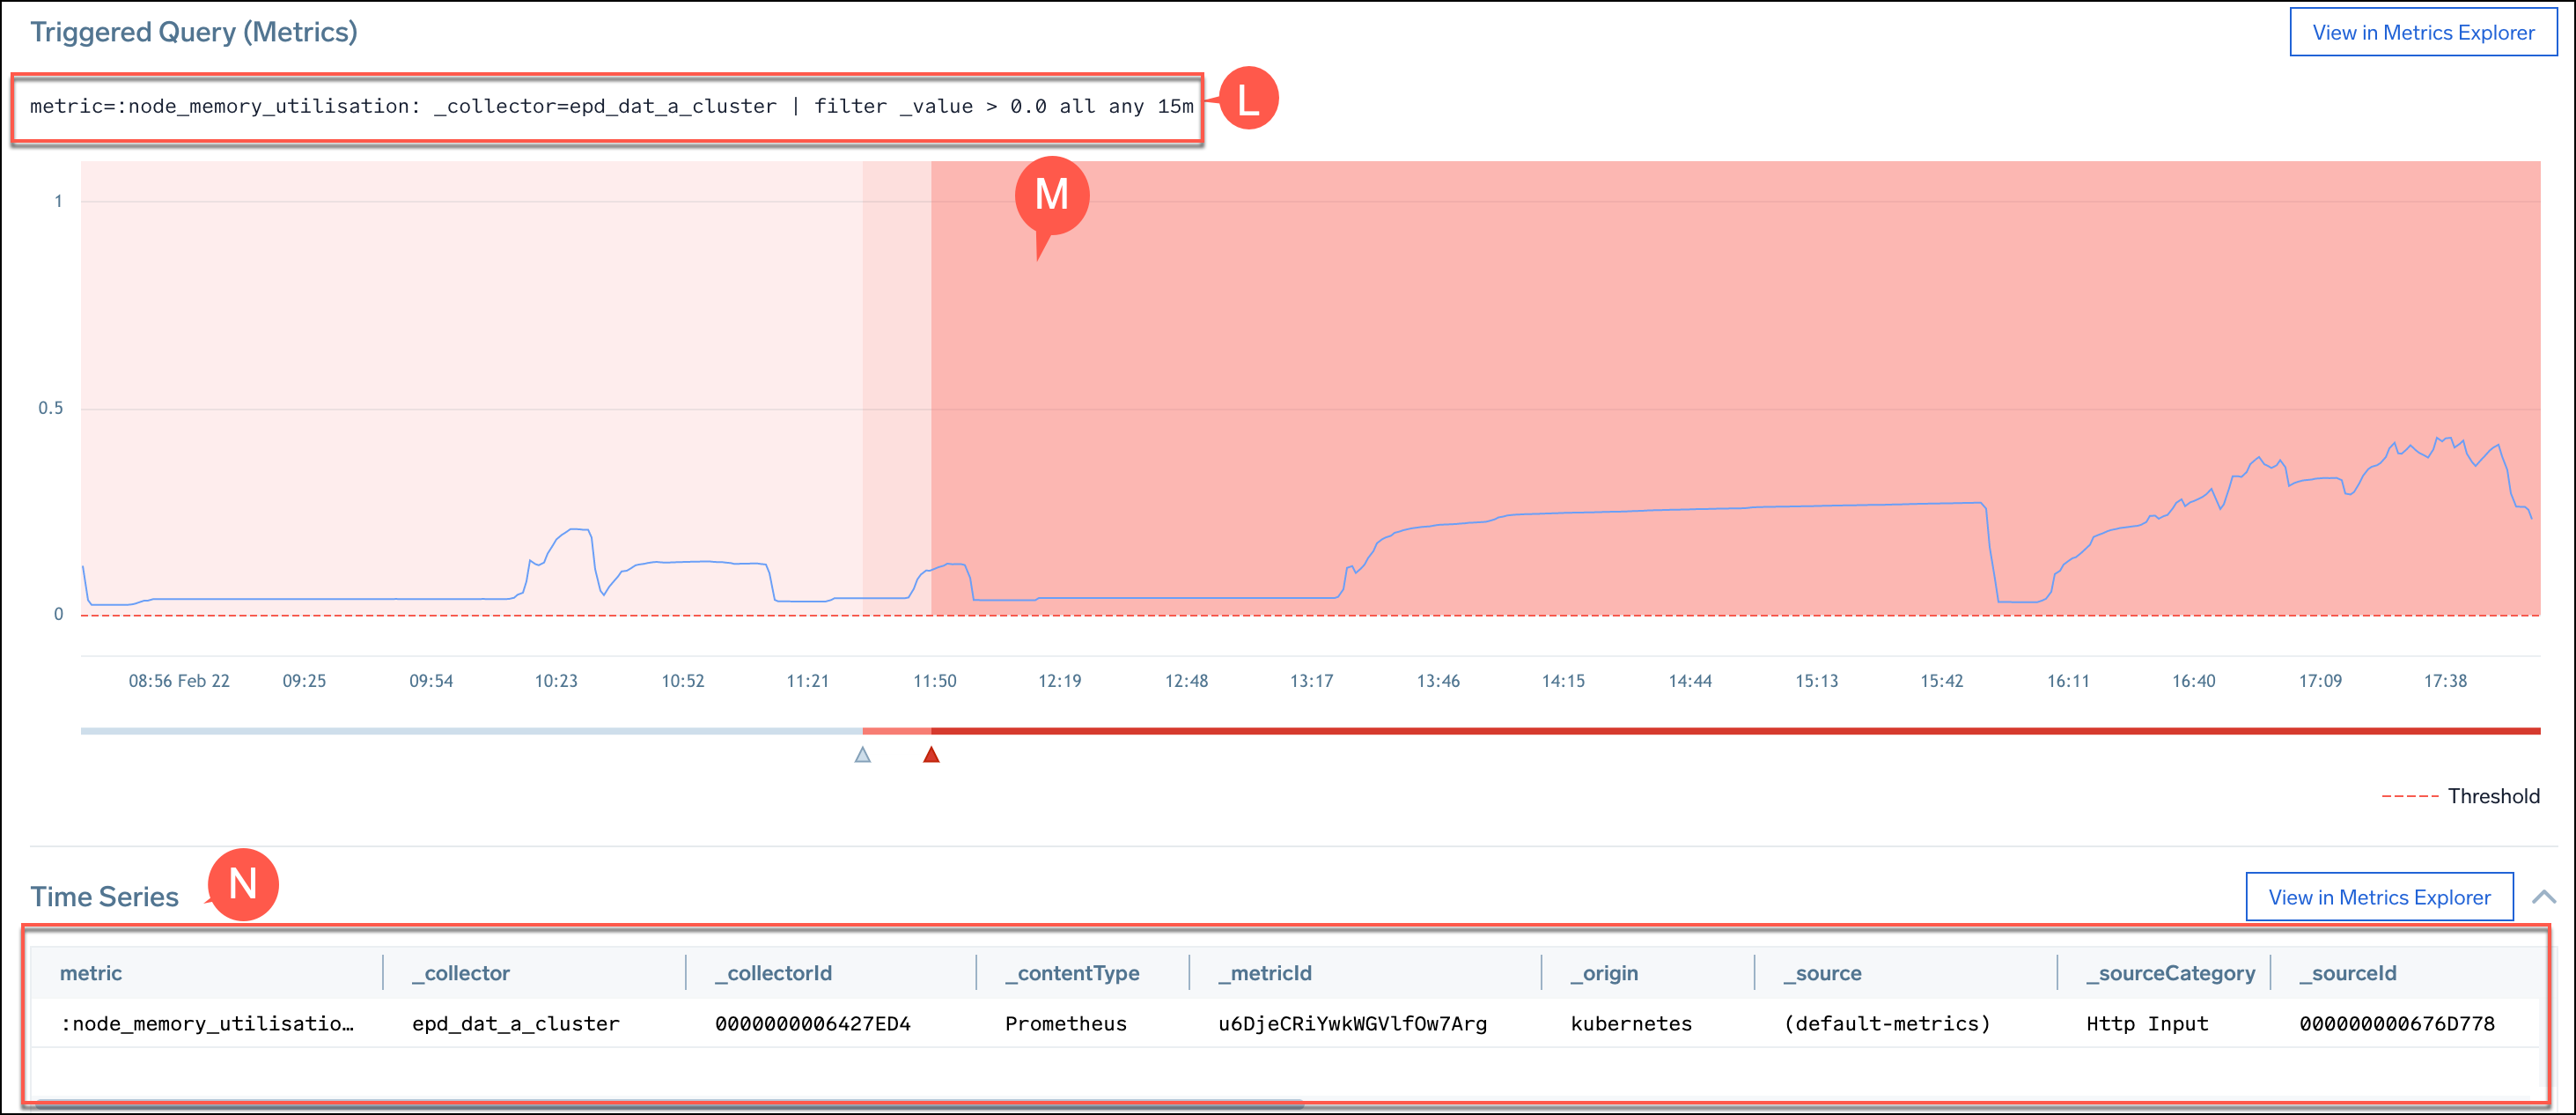 Triggered Query (Metrics)
View in Metrics Explorer
metric=:node_memory_utilisation: _collector=epd_dat_a_cluster | filter _value > 0.0 all any 15m
L
M
1
0.5
0
08:56 Feb 22 09:25 09:54 10:23 10:52 11:21 11:50 12:19 12:48 13:17 13:46 14:15 14:44 15:13 15:42 16:11 16:40 17:09 17:38
Threshold
N
Time Series
View in Metrics Explorer
metric _collector _collectorId _contentType _metricId _origin _source _sourceCategory _sourceId
:node_memory_utilisatio… epd_dat_a_cluster 0000000006427ED4 Prometheus u6DjeCRiYwkWGVlfOw7Arg kubernetes (default-metrics) Http Input 000000000676D778